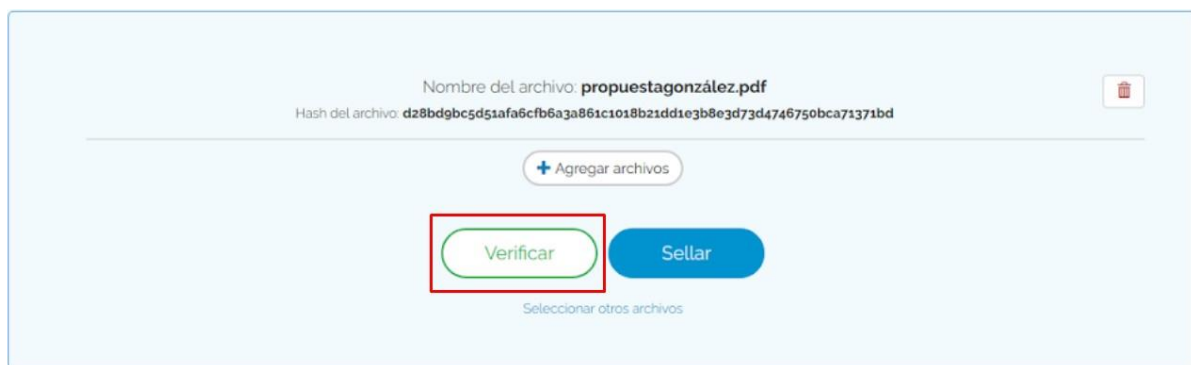 Nombre del archivo: propuestagonzález.pdf
Hash del archivo: d28bd9bc5d51afa6cfb6a3a861c1018b21dd1e3b8e3d73d4746750bca71371bd
Agregar archivos
Verificar
Sellar
Seleccionar otros archivos